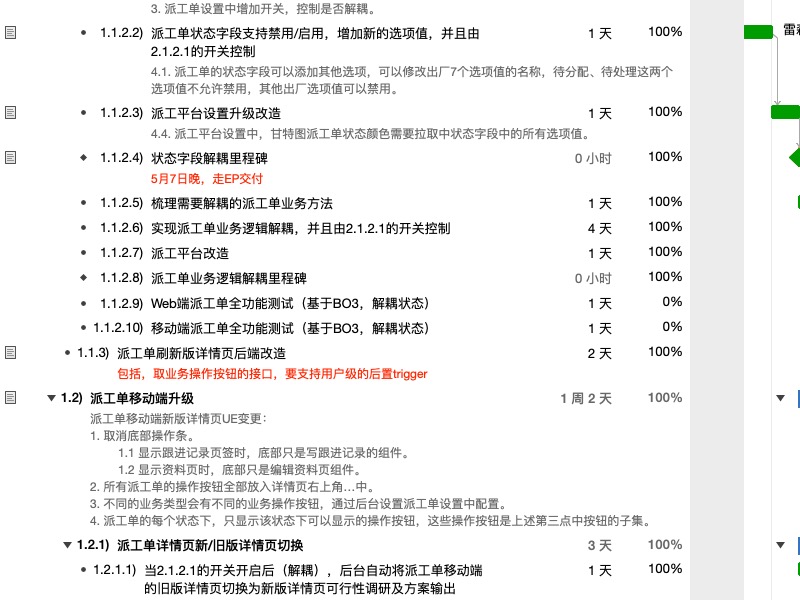 3. 派工单设置中增加开关，控制是否解耦。
1.1.2.2) 派工单状态字段支持禁用/启用，增加新的选项值，并且由 1 天 100%
2.1.2.1的开关控制
4.1. 派工单的状态字段可以添加其他选项，可以修改出厂7个选项值的名称，待分配、待处理这两个
选项值不允许禁用，其他出厂选项值可以禁用。
1.1.2.3) 派工平台设置升级改造 1 天 100%
4.4. 派工平台设置中，甘特图派工单状态颜色需要拉取中状态字段中的所有选项值。
1.1.2.4) 状态字段解耦里程碑 0 小时 100%
5月7日晚，走EP交付
1.1.2.5) 梳理需要解耦的派工单业务方法 1 天 100%
1.1.2.6) 实现派工单业务逻辑解耦，并且由2.1.2.1的开关控制 4 天 100%
1.1.2.7) 派工平台改造 1 天 100%
1.1.2.8) 派工单业务逻辑解耦里程碑 0 小时 100%
1.1.2.9) Web端派工单全功能测试（基于BO3，解耦状态） 1 天 0%
1.1.2.10) 移动端派工单全功能测试（基于BO3，解耦状态） 1 天 0%
1.1.3) 派工单刷新版详情页后端改造 2 天 100%
包括，取业务操作按钮的接口，要支持用户级的后置trigger
1.2) 派工单移动端升级 1 周 2 天 100%
派工单移动端新版详情页UE变更：
1. 取消底部操作条。
1.1 显示跟进记录页签时，底部只是写跟进记录的组件。
1.2 显示资料页时，底部只是编辑资料页组件。
2. 所有派工单的操作按钮全部放入详情页右上角…中。
3. 不同的业务类型会有不同的业务操作按钮，通过后台设置派工单设置中配置。
4. 派工单的每个状态下，只显示该状态下可以显示的操作按钮，这些操作按钮是上述第三点中按钮的子集。
1.2.1) 派工单详情页新/旧版详情页切换 3 天 100%
1.2.1.1) 当2.1.2.1的开关开启后（解耦），后台自动将派工单移动端 1 天 100%
的旧版详情页切换为新版详情页可行性调研及方案输出